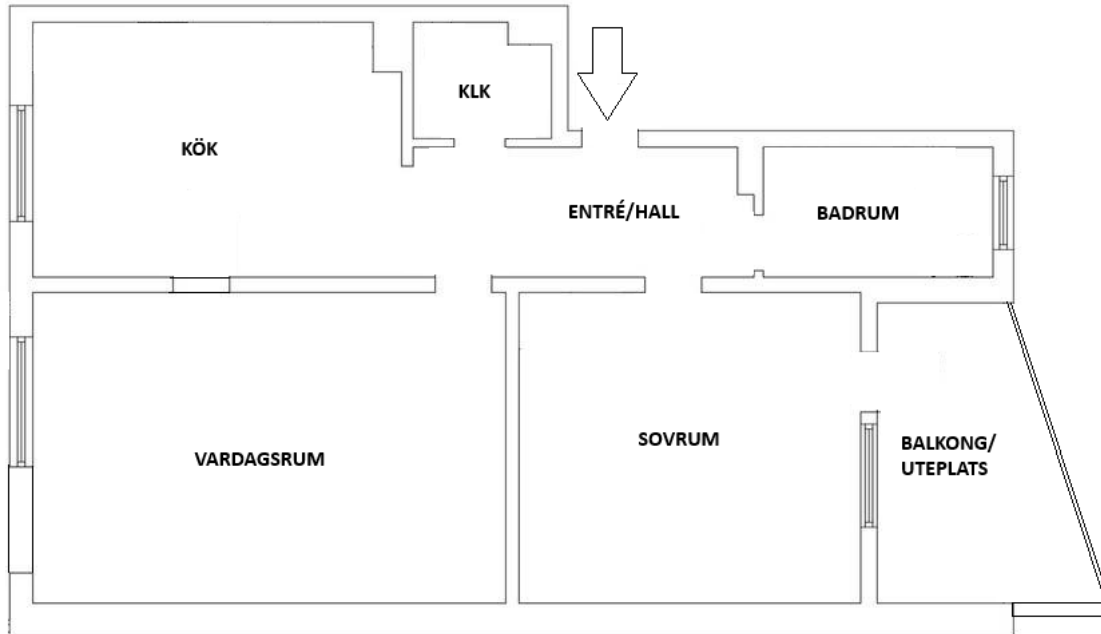 KLK
KÖK
ENTRÉ/HALL
BADRUM
VARDAGSRUM
SOVRUM
BALKONG/
UTEPLATS